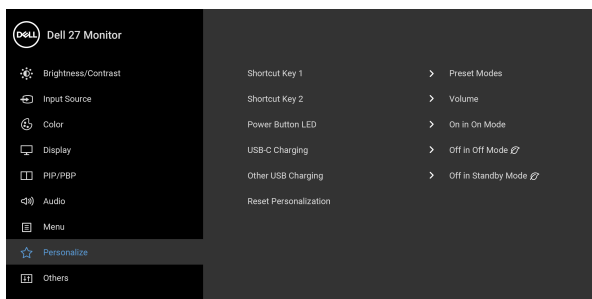 DELL Dell 27 Monitor
Brightness/Contrast
Input Source
Color
Display
PIP/PBP
Audio
Menu
Personalize
Others
Shortcut Key 1 > Preset Modes
Shortcut Key 2 > Volume
Power Button LED > On in On Mode
USB-C Charging > Off in Off Mode
Other USB Charging > Off in Standby Mode
Reset Personalization